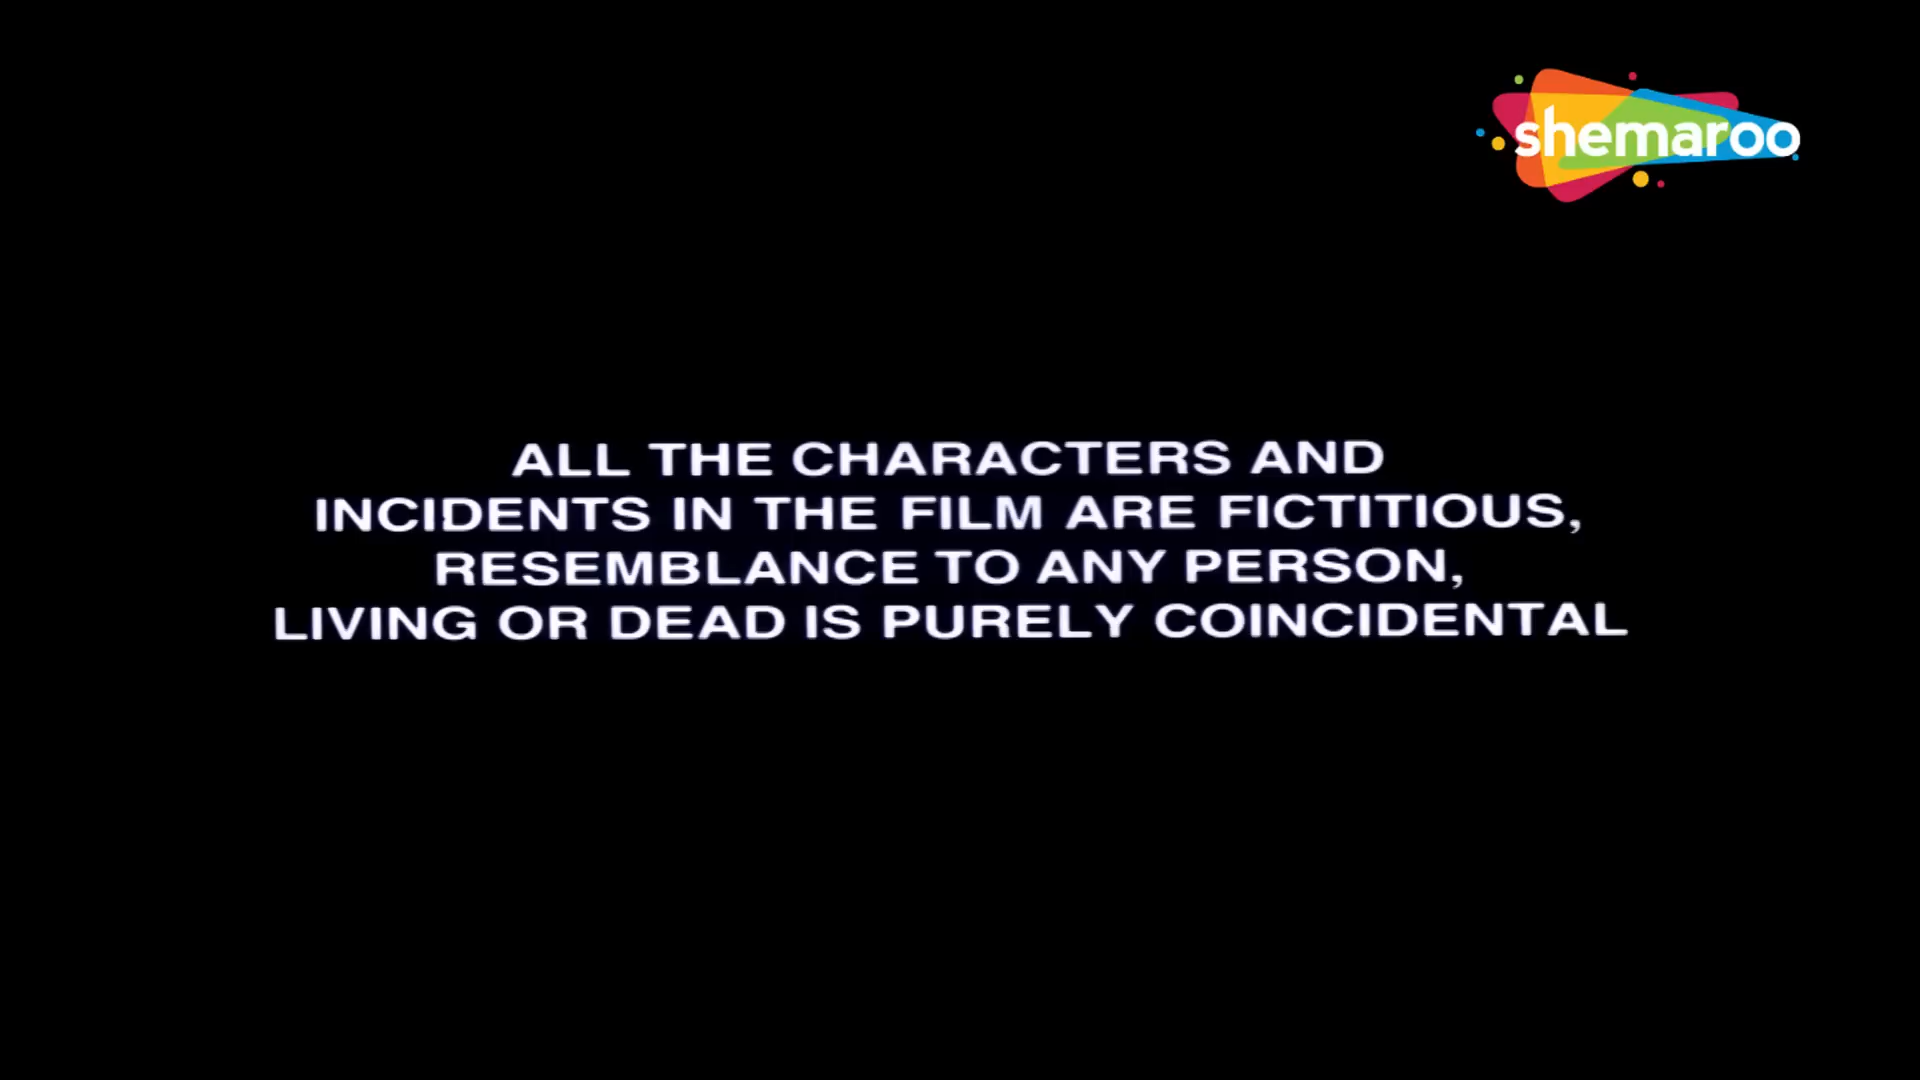 shemaroo
ALL THE CHARACTERS AND
INCIDENTS IN THE FILM ARE FICTITIOUS,
RESEMBLANCE TO ANY PERSON,
LIVING OR DEAD IS PURELY COINCIDENTAL